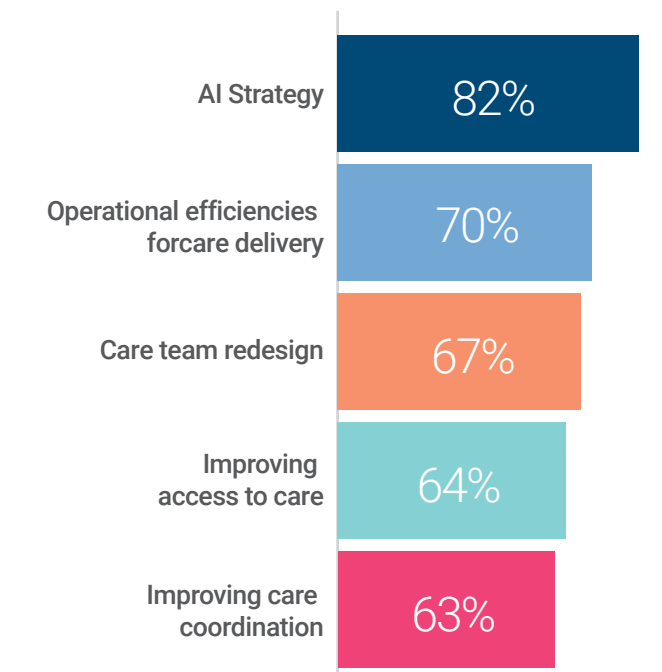 AI Strategy
82%
Operational efficiencies
forcare delivery
70%
Care team redesign
67%
Improving
access to care
64%
Improving care
coordination
63%